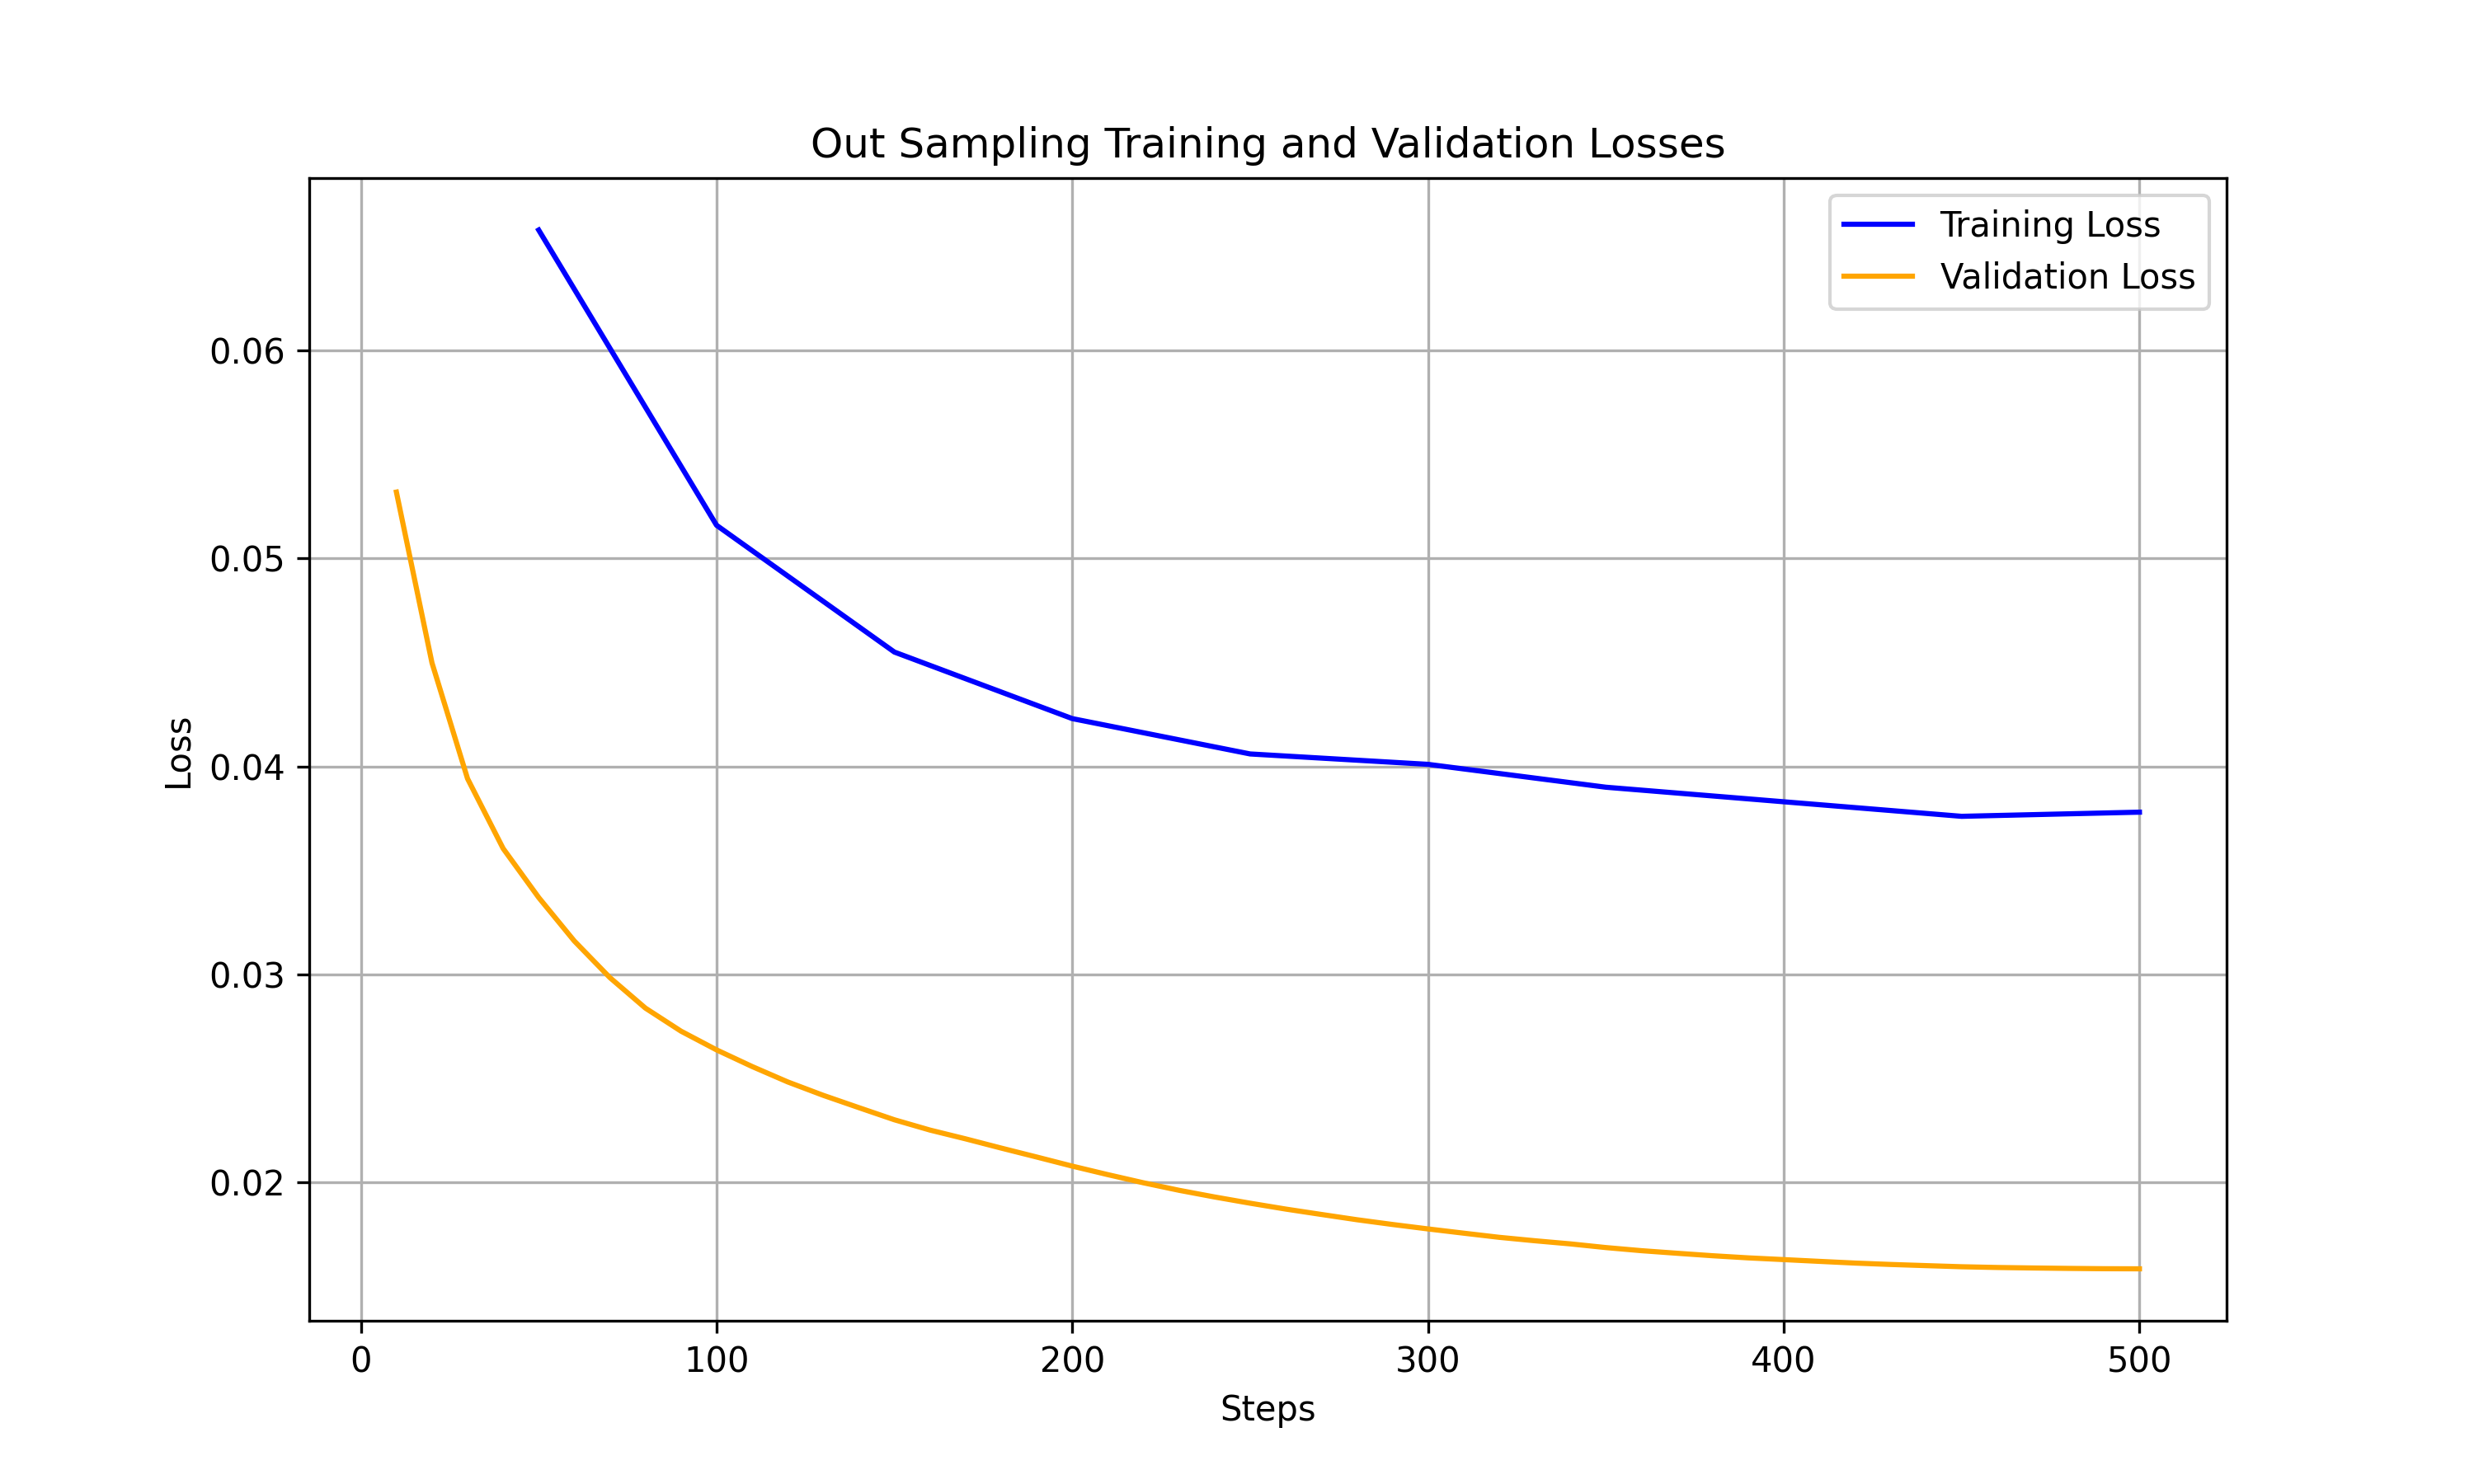 Out Sampling Training and Validation Losses
Training Loss
Validation Loss
0.06
0.05
0.04
0.03
0.02
Loss
0 100 200 300 400 500
Steps